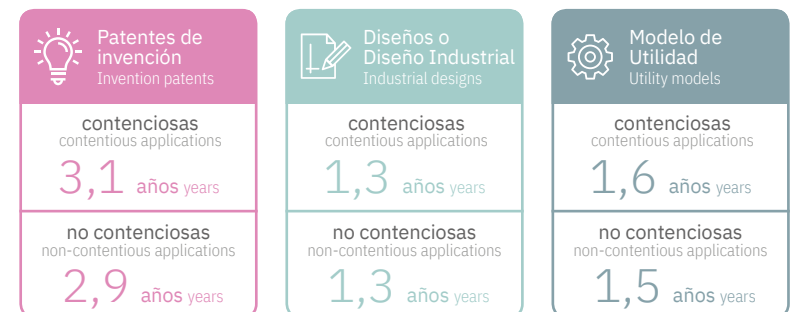 Patentes de
invención
Invention patents
contenciosas
contentious applications
3,1 años years
no contenciosas
non-contentious applications
2,9 años years
Diseños o
Diseño Industrial
Industrial designs
contenciosas
contentious applications
1,3 años years
no contenciosas
non-contentious applications
1,3 años years
Modelo de
Utilidad
Utility models
contenciosas
contentious applications
1,6 años years
no contenciosas
non-contentious applications
1,5 años years